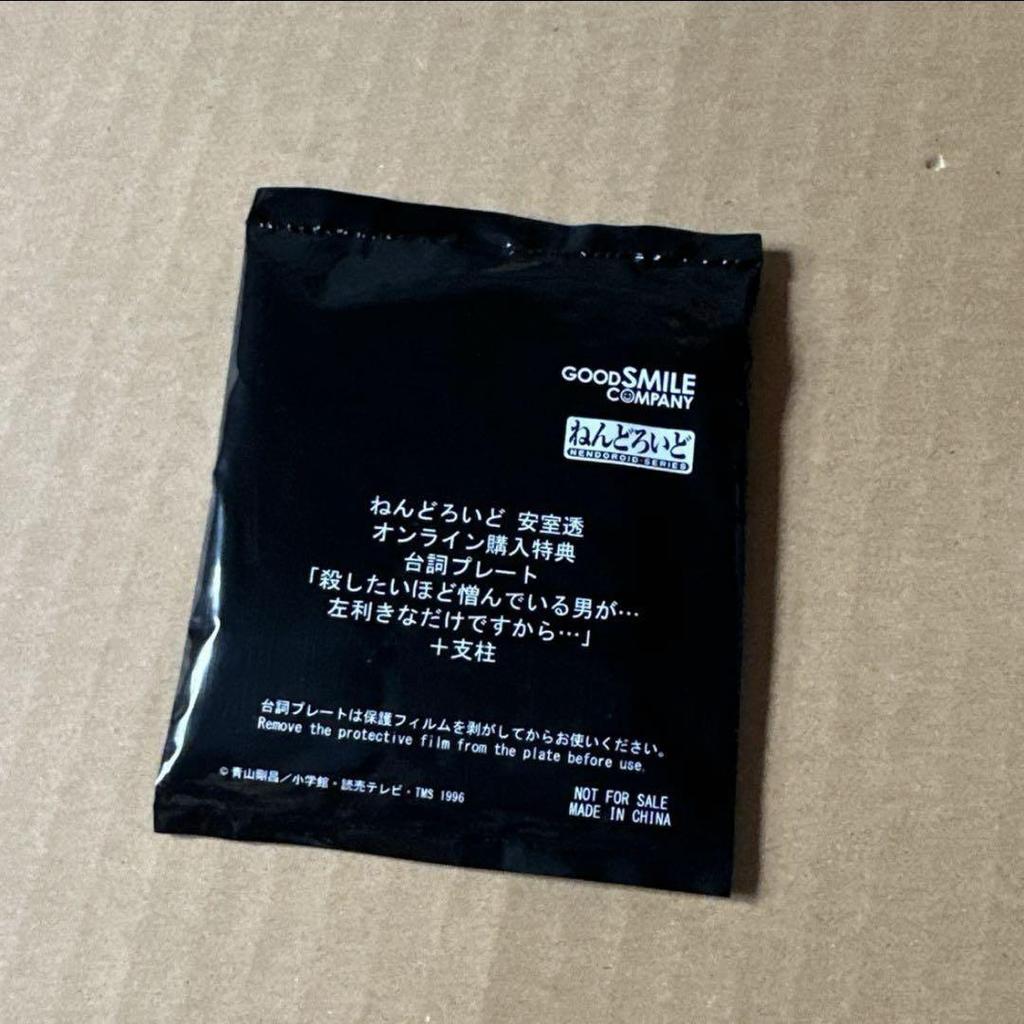 GOOD SMILE
COMPANY
ねんどろいど
NENDOROID SERIES
ねんどろいど 安室透
オンライン購入特典
台詞プレート
「殺したいほど憎んでいる男が…
左利きなだけですから…」
＋支柱
台詞プレートは保護フィルムを剥がしてからお使いください。
Remove the protective film from the plate before use.
©青山剛昌／小学館・読売テレビ・TMS 1996
NOT FOR SALE
MADE IN CHINA